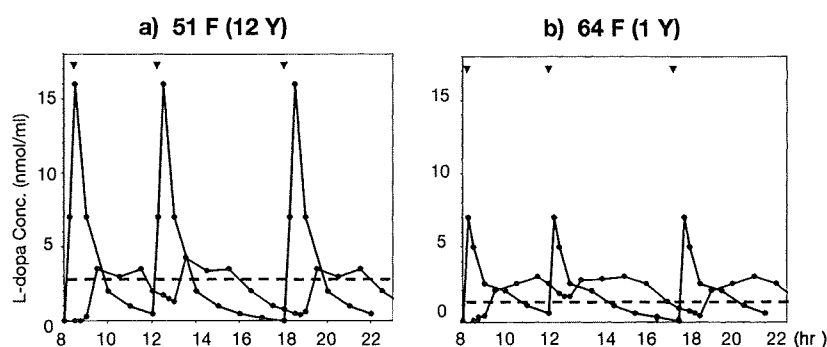 a) 51 F (12 Y)
b) 64 F (1 Y)
L-dopa Conc. (nmol/ml)
15
10
5
0
8 10 12 14 16 18 20 22
15
10
5
0
8 10 12 14 16 18 20 22 (hr)